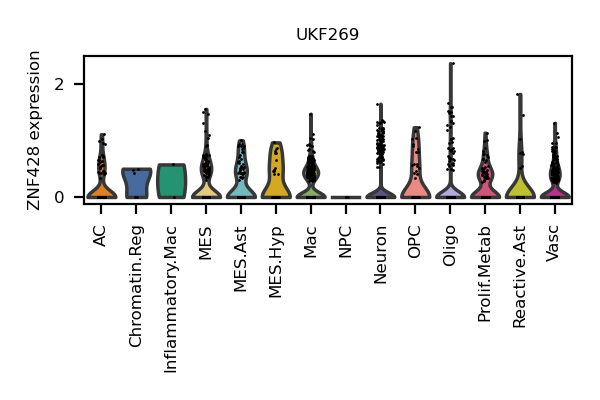 UKF269
ZNF428 expression
2
0
AC
Chromatin.Reg
Inflammatory.Mac
MES
MES.Ast
MES.Hyp
Mac
NPC
Neuron
OPC
Oligo
Prolif.Metab
Reactive.Ast
Vasc